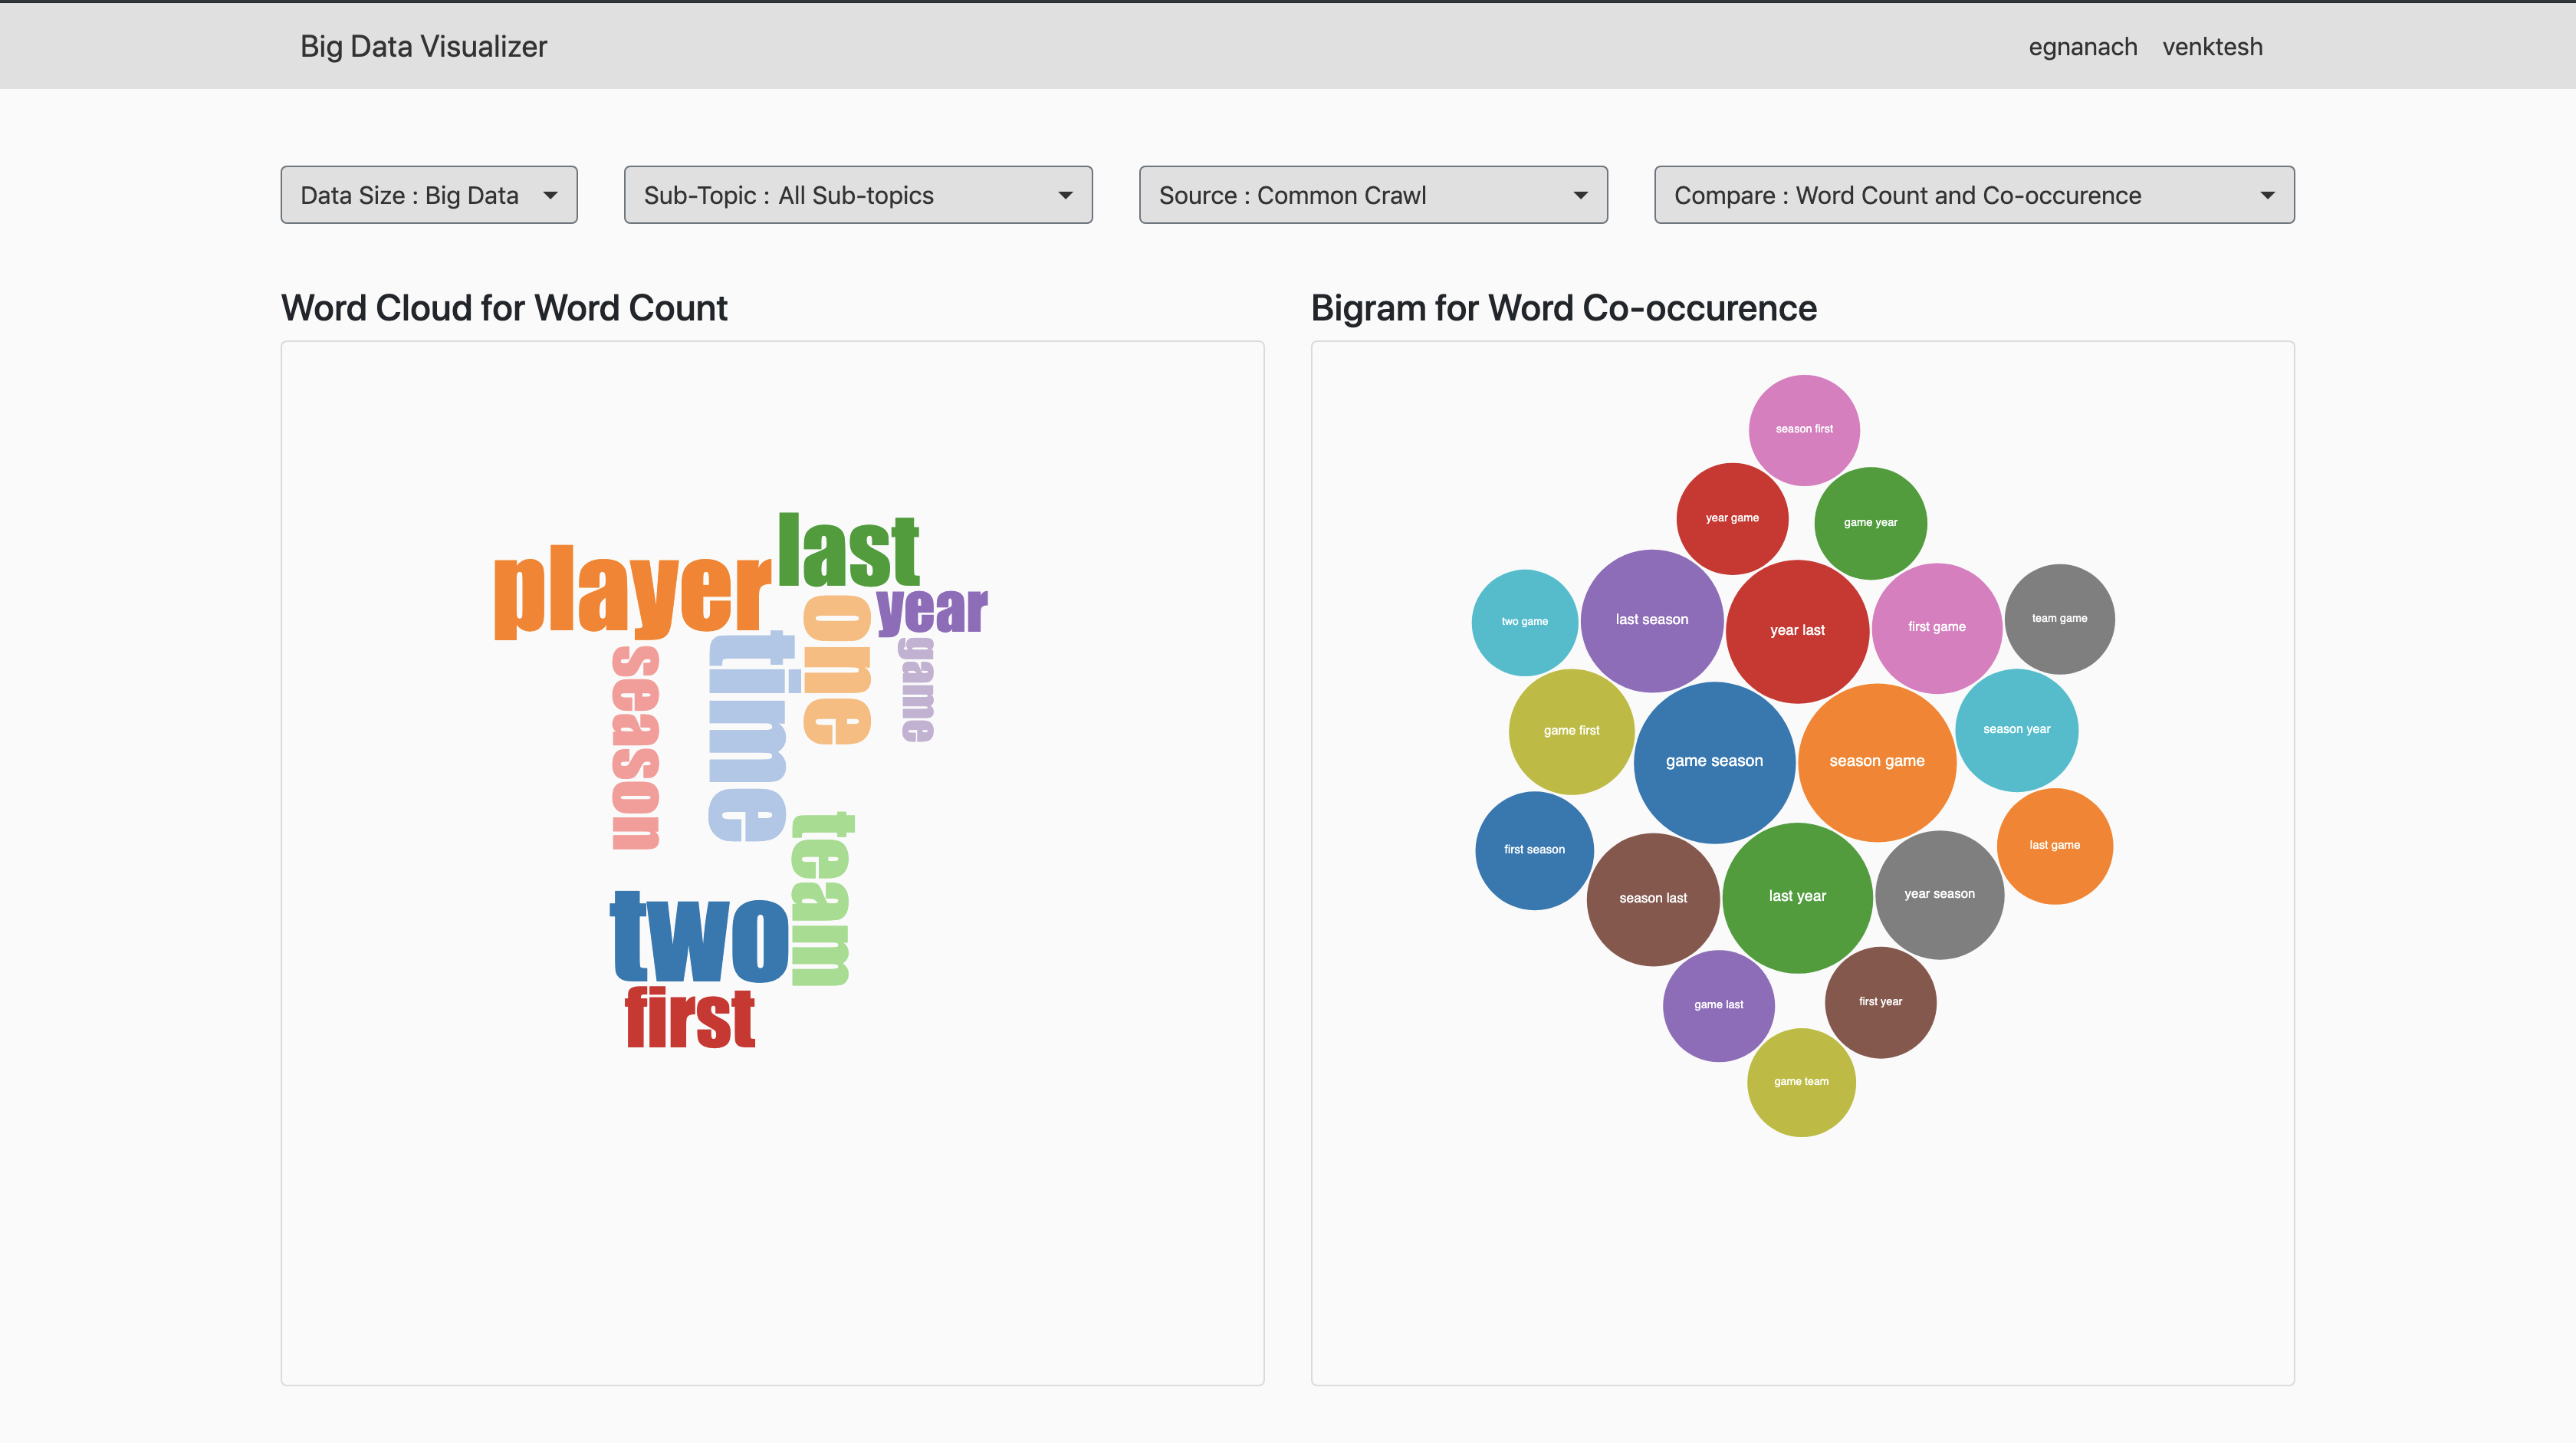 Big Data Visualizer
egnanach venktesh
Data Size : Big Data
Sub-Topic : All Sub-topics
Source : Common Crawl
Compare : Word Count and Co-occurence
Word Cloud for Word Count
last
player
year
one
time
game
season
team
two
first
Bigram for Word Co-occurence
season first
year game
game year
two game
last season
year last
first game
team game
game first
game season
season game
season year
first season
season last
last year
year season
last game
game last
first year
game team